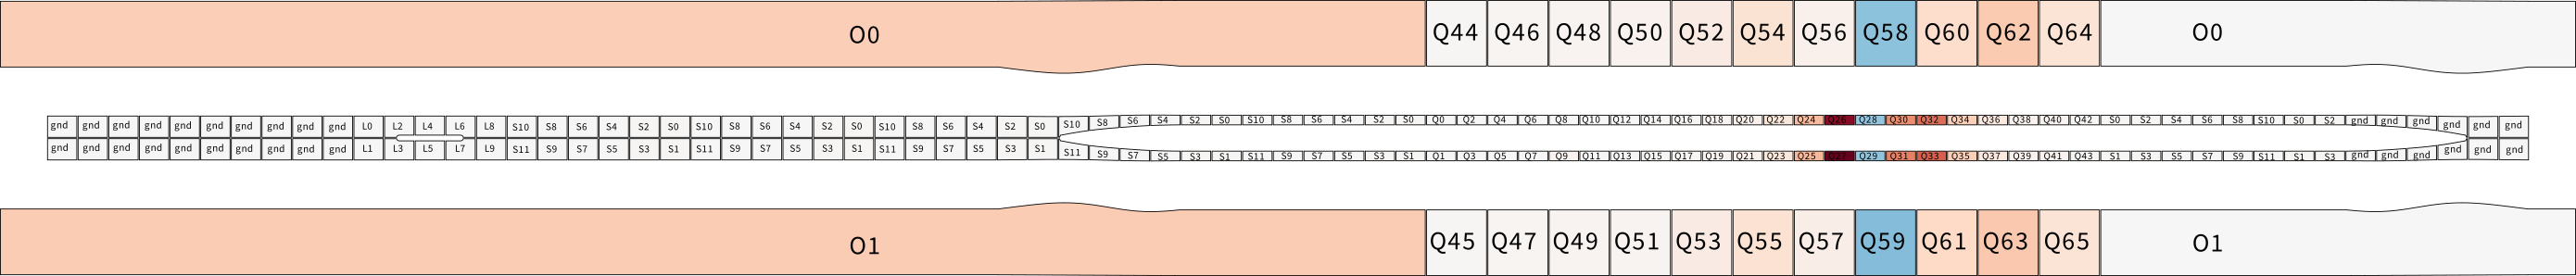 O0 Q44 Q46 Q48 Q50 Q52 Q54 Q56 Q58 Q60 Q62 Q64 O0
gnd gnd gnd gnd gnd gnd gnd gnd gnd gnd L0 L2 L4 L6 L8 S10 S8 S6 S4 S2 S0 S10 S8 S6 S4 S2 S0 S10 S8 S6 S4 S2 S0 S10 S8 S6 S4 S2 S0 S10 S8 S6 S4 S2 S0 Q0 Q2 Q4 Q6 Q8 Q10 Q12 Q14 Q16 Q18 Q20 Q22 Q24 Q26 Q28 Q30 Q32 Q34 Q36 Q38 Q40 Q42 S0 S2 S4 S6 S8 S10 S0 S2 gnd gnd gnd gnd gnd gnd
gnd gnd gnd gnd gnd gnd gnd gnd gnd gnd L1 L3 L5 L7 L9 S11 S9 S7 S5 S3 S1 S11 S9 S7 S5 S3 S1 S11 S9 S7 S5 S3 S1 S11 S9 S7 S5 S3 S1 S11 S9 S7 S5 S3 S1 Q1 Q3 Q5 Q7 Q9 Q11 Q13 Q15 Q17 Q19 Q21 Q23 Q25 Q27 Q29 Q31 Q33 Q35 Q37 Q39 Q41 Q43 S1 S3 S5 S7 S9 S11 S1 S3 gnd gnd gnd gnd gnd gnd
O1 Q45 Q47 Q49 Q51 Q53 Q55 Q57 Q59 Q61 Q63 Q65 O1